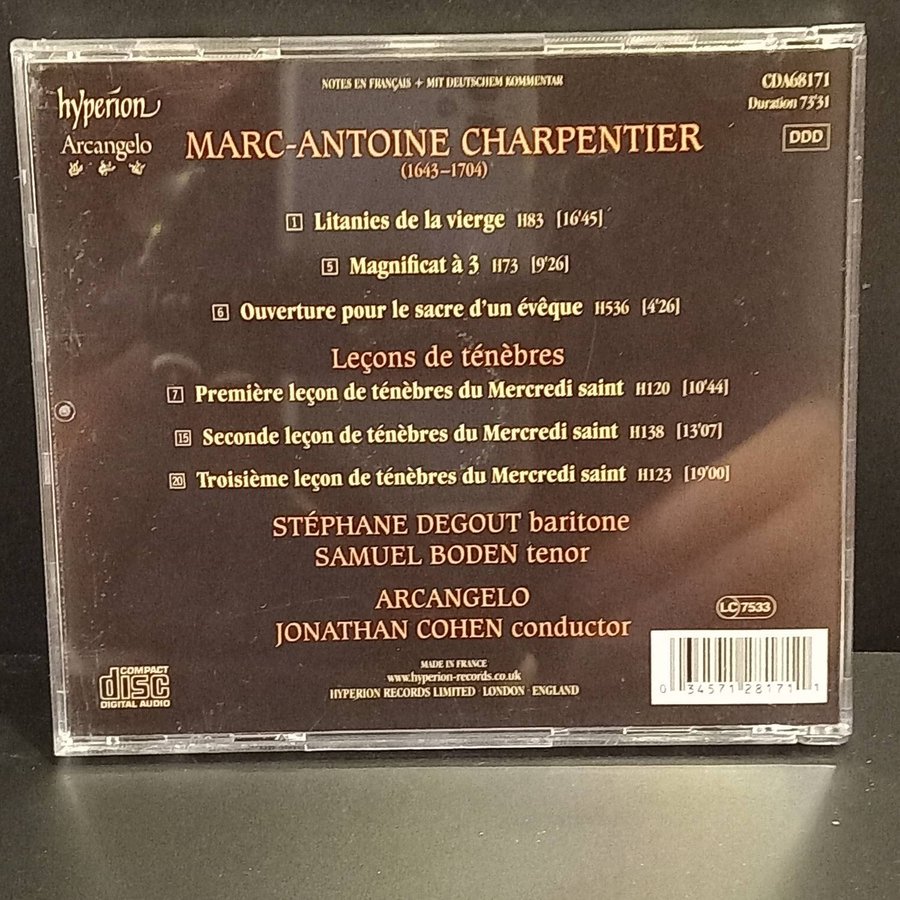 NOTES EN FRANÇAIS + MIT DEUTSCHEM KOMMENTAR
CDA68171
Duration 73'31
DDD
hyperion
Arcangelo
MARC-ANTOINE CHARPENTIER
(1643–1704)
1 Litanies de la vierge H83 [16'45]
5 Magnificat à 3 H73 [9'26]
6 Ouverture pour le sacre d'un évêque H536 [4'26]
Leçons de ténèbres
7 Première leçon de ténèbres du Mercredi saint H120 [10'44]
15 Seconde leçon de ténèbres du Mercredi saint H138 [13'07]
20 Troisième leçon de ténèbres du Mercredi saint H123 [19'00]
STÉPHANE DEGOUT baritone
SAMUEL BODEN tenor
ARCANGELO
JONATHAN COHEN conductor
LC 7533
MADE IN FRANCE
www.hyperion-records.co.uk
HYPERION RECORDS LIMITED · LONDON · ENGLAND
COMPACT
disc
DIGITAL AUDIO
0 34571 28171 1